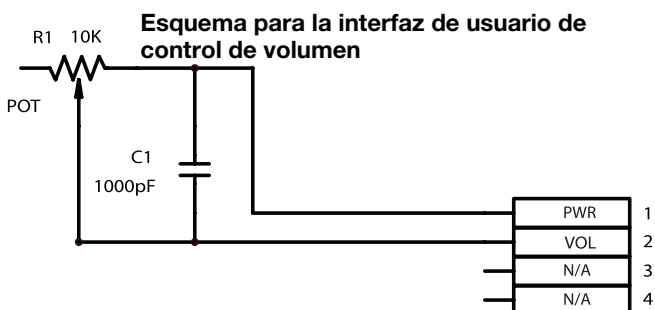 Esquema para la interfaz de usuario de
control de volumen
R1 10K
POT
C1
1000pF
PWR 1
VOL 2
N/A 3
N/A 4